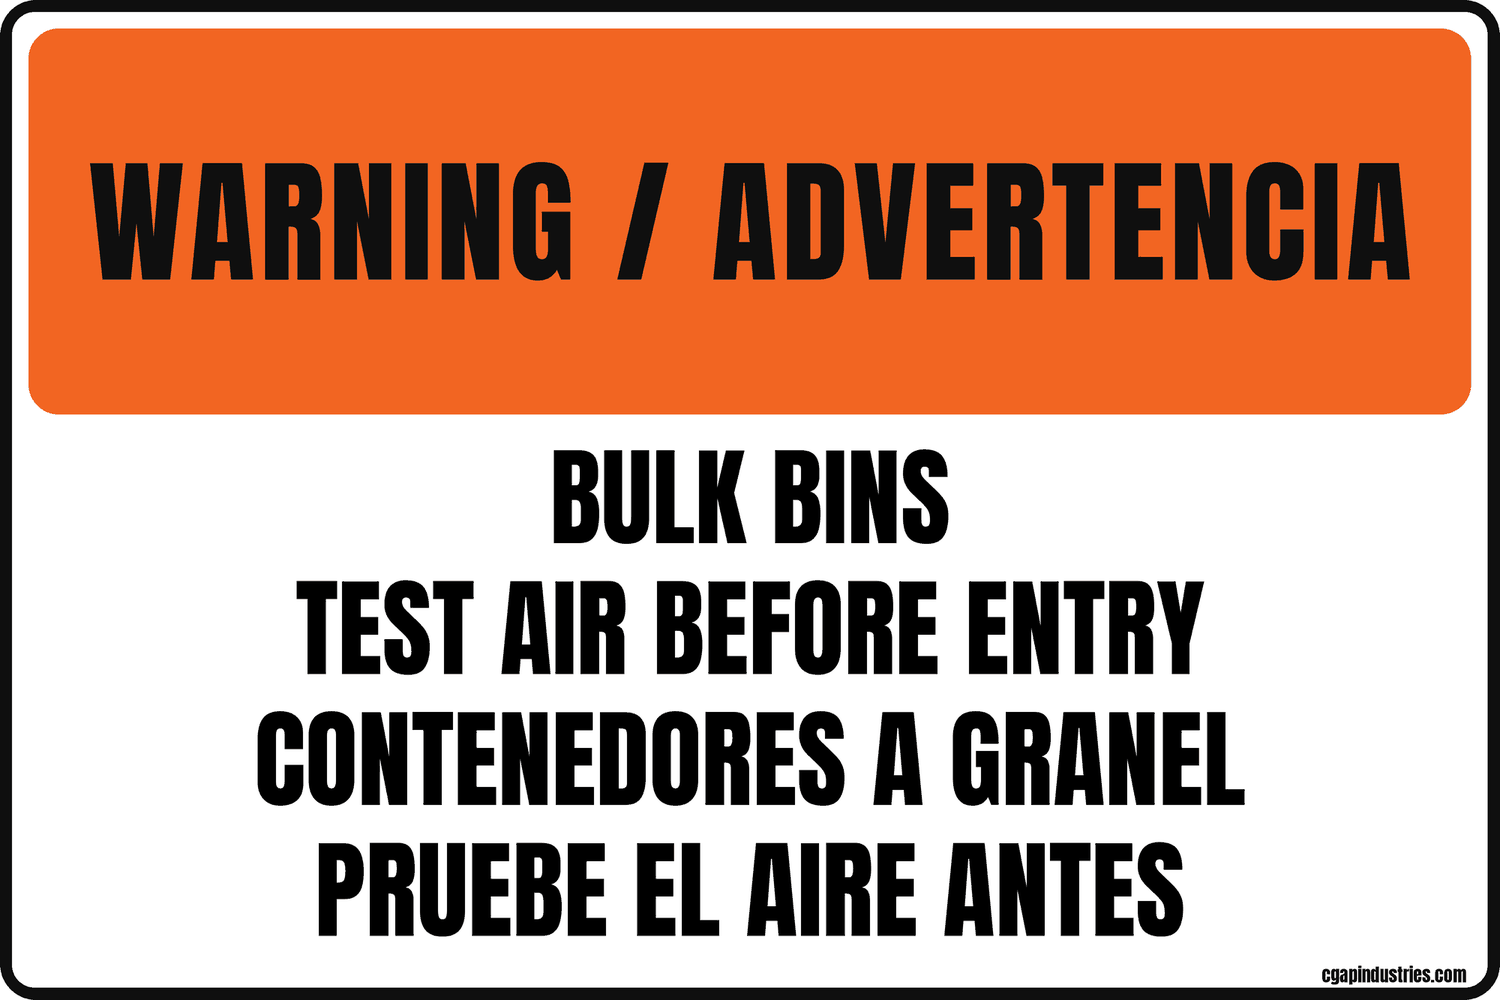 WARNING / ADVERTENCIA
BULK BINS
TEST AIR BEFORE ENTRY
CONTENEDORES A GRANEL
PRUEBE EL AIRE ANTES
cgapindustries.com